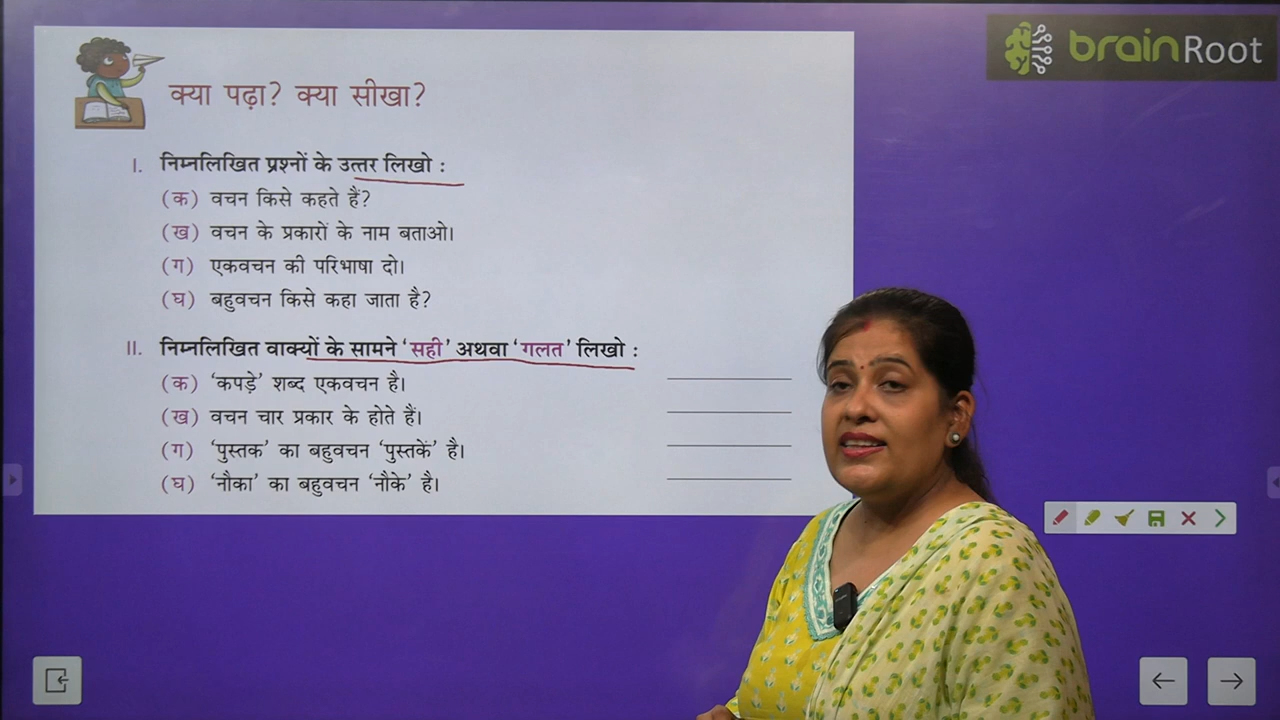 brainRoot
क्या पढ़ा? क्या सीखा?
I. निम्नलिखित प्रश्नों के उत्तर लिखो :
(क) वचन किसे कहते हैं?
(ख) वचन के प्रकारों के नाम बताओ।
(ग) एकवचन की परिभाषा दो।
(घ) बहुवचन किसे कहा जाता है?
II. निम्नलिखित वाक्यों के सामने ‘सही’ अथवा ‘गलत’ लिखो :
(क) ‘कपड़े’ शब्द एकवचन है।
(ख) वचन चार प्रकार के होते हैं।
(ग) ‘पुस्तक’ का बहुवचन ‘पुस्तकें’ है।
(घ) ‘नौका’ का बहुवचन ‘नौके’ है।